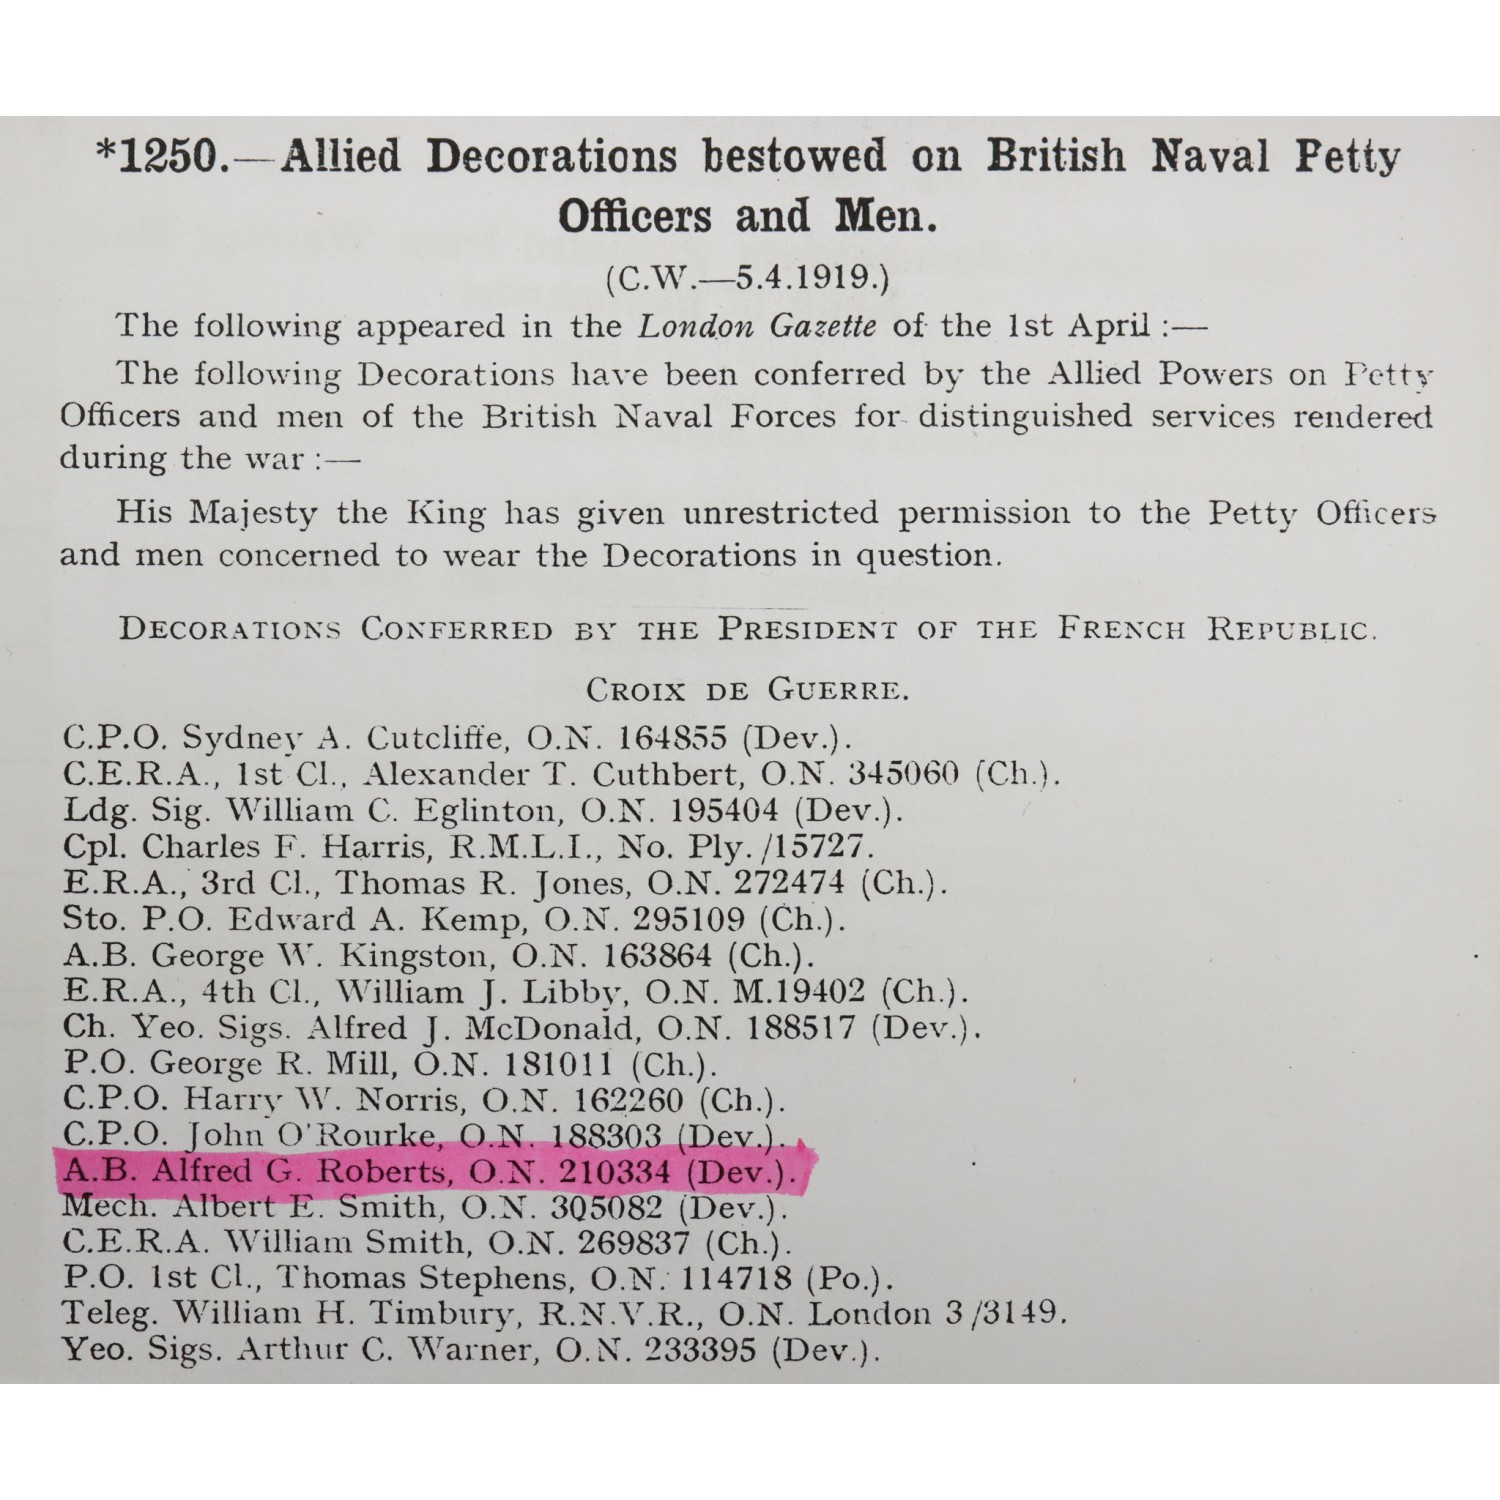 *1250.—Allied Decorations bestowed on British Naval Petty
Officers and Men.
(C.W.—5.4.1919.)
The following appeared in the London Gazette of the 1st April :—
The following Decorations have been conferred by the Allied Powers on Petty
Officers and men of the British Naval Forces for distinguished services rendered
during the war :—
His Majesty the King has given unrestricted permission to the Petty Officers
and men concerned to wear the Decorations in question.
DECORATIONS CONFERRED BY THE PRESIDENT OF THE FRENCH REPUBLIC.
CROIX DE GUERRE.
C.P.O. Sydney A. Cutcliffe, O.N. 164855 (Dev.).
C.E.R.A., 1st Cl., Alexander T. Cuthbert, O.N. 345060 (Ch.).
Ldg. Sig. William C. Eglinton, O.N. 195404 (Dev.).
Cpl. Charles F. Harris, R.M.L.I., No. Ply./15727.
E.R.A., 3rd Cl., Thomas R. Jones, O.N. 272474 (Ch.).
Sto. P.O. Edward A. Kemp, O.N. 295109 (Ch.).
A.B. George W. Kingston, O.N. 163864 (Ch.).
E.R.A., 4th Cl., William J. Libby, O.N. M.19402 (Ch.).
Ch. Yeo. Sigs. Alfred J. McDonald, O.N. 188517 (Dev.).
P.O. George R. Mill, O.N. 181011 (Ch.).
C.P.O. Harry W. Norris, O.N. 162260 (Ch.).
C.P.O. John O'Rourke, O.N. 188303 (Dev.).
A.B. Alfred G. Roberts, O.N. 210334 (Dev.).
Mech. Albert E. Smith, O.N. 305082 (Dev.).
C.E.R.A. William Smith, O.N. 269837 (Ch.).
P.O. 1st Cl., Thomas Stephens, O.N. 114718 (Po.).
Teleg. William H. Timbury, R.N.V.R., O.N. London 3/3149.
Yeo. Sigs. Arthur C. Warner, O.N. 233395 (Dev.).